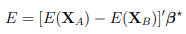 E = [E(X_A) − E(X_B)]′β*